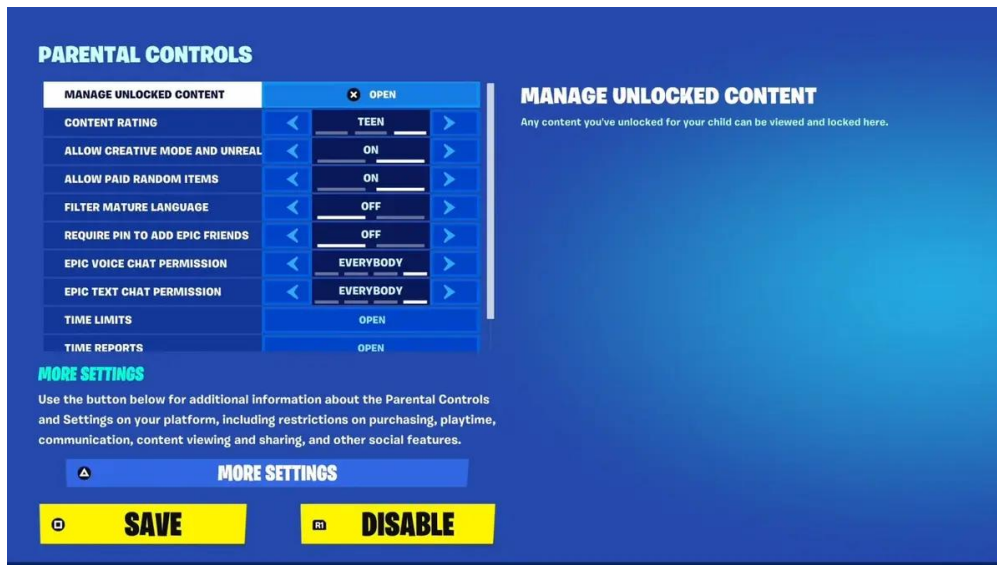 PARENTAL CONTROLS
MANAGE UNLOCKED CONTENT OPEN
CONTENT RATING TEEN
ALLOW CREATIVE MODE AND UNREAL ON
ALLOW PAID RANDOM ITEMS ON
FILTER MATURE LANGUAGE OFF
REQUIRE PIN TO ADD EPIC FRIENDS OFF
EPIC VOICE CHAT PERMISSION EVERYBODY
EPIC TEXT CHAT PERMISSION EVERYBODY
TIME LIMITS OPEN
TIME REPORTS OPEN
MORE SETTINGS
Use the button below for additional information about the Parental Controls
and Settings on your platform, including restrictions on purchasing, playtime,
communication, content viewing and sharing, and other social features.
MORE SETTINGS
SAVE
R1 DISABLE
MANAGE UNLOCKED CONTENT
Any content you've unlocked for your child can be viewed and locked here.